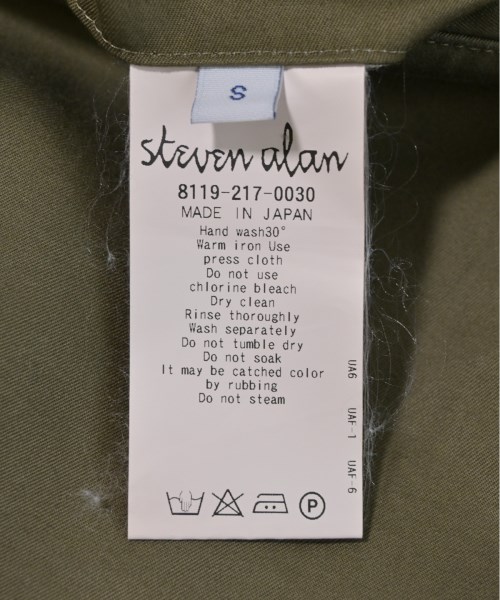 S
steven alan
8119-217-0030
MADE IN JAPAN
Hand wash30°
Warm iron Use
press cloth
Do not use
chlorine bleach
Dry clean
Rinse thoroughly
Wash separately
Do not tumble dry
Do not soak
It may be catched color
by rubbing
Do not steam
UA6
UAF-1
UAF-6
P